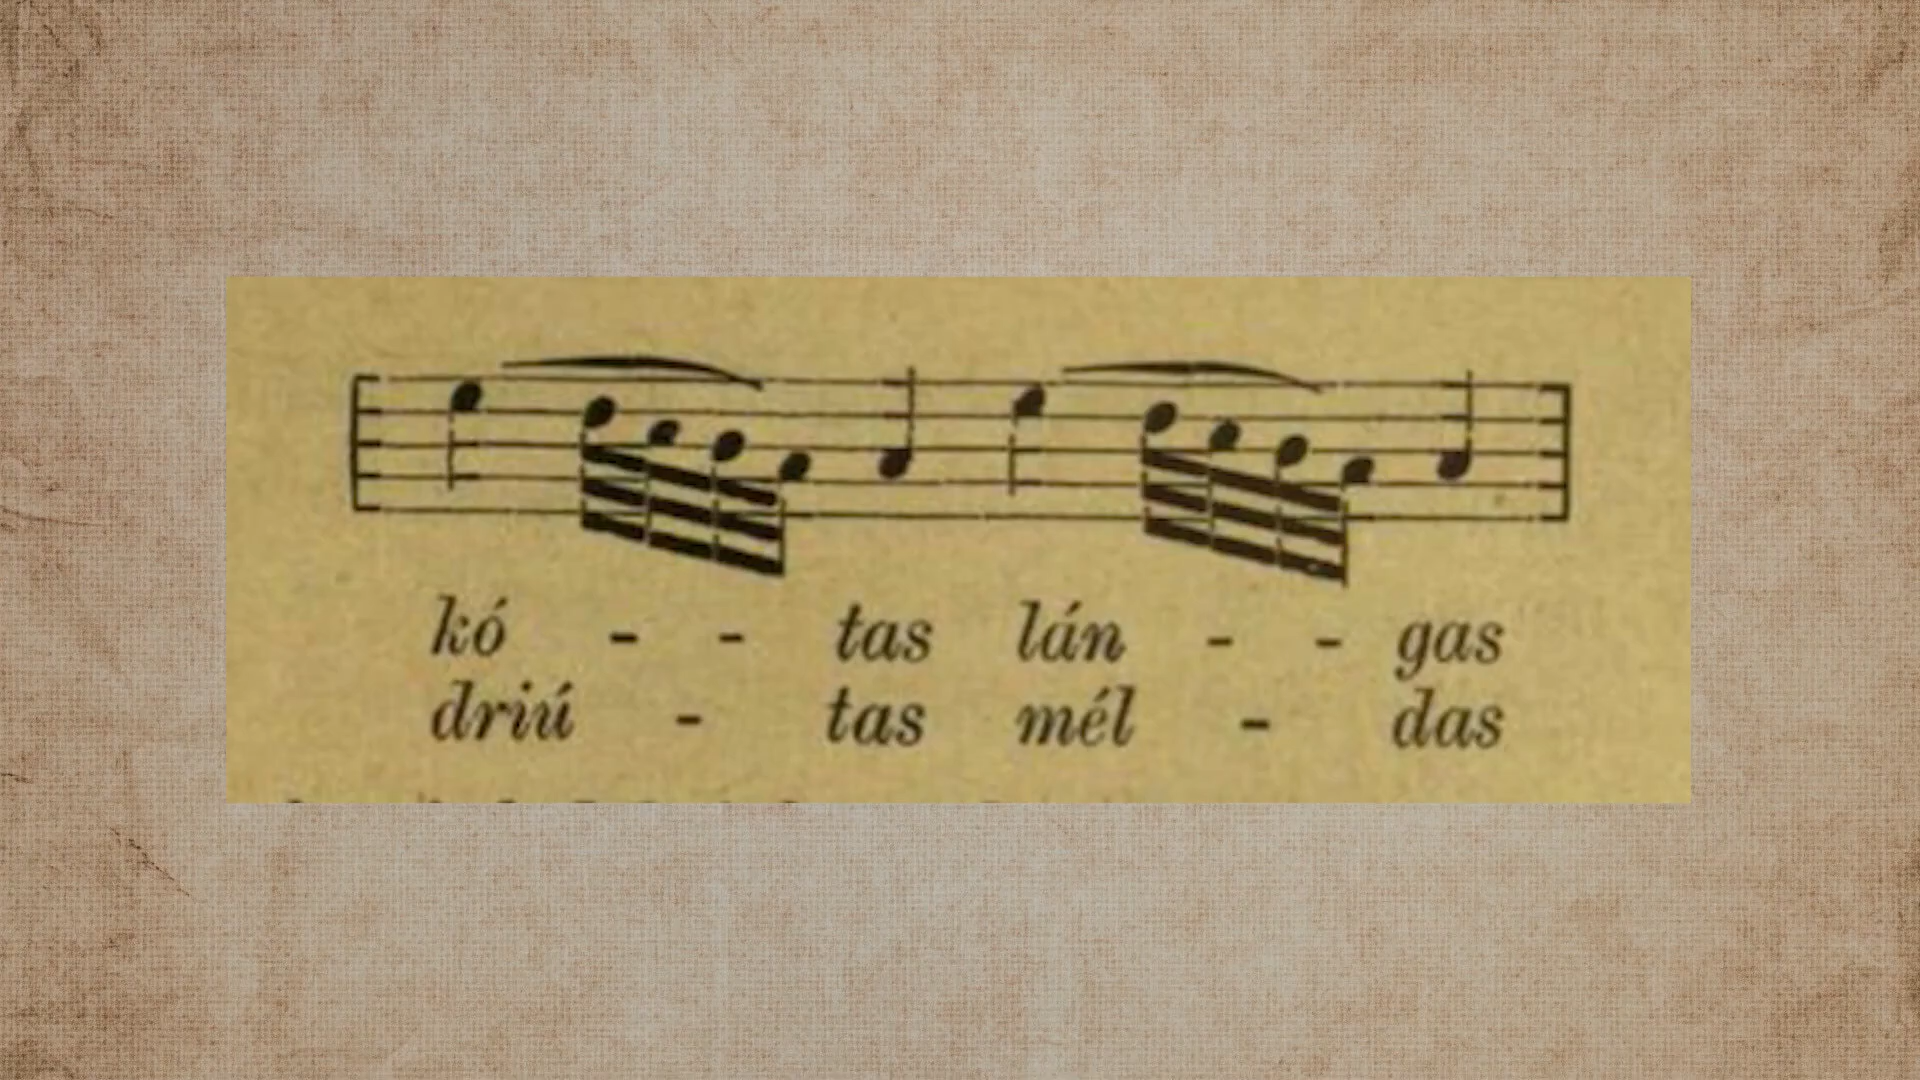 kó - - tas lán - - gas
driú - tas mél - das